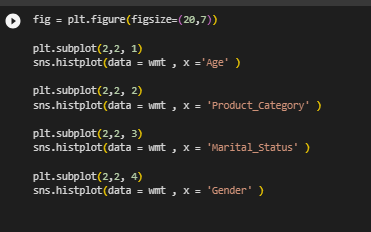 fig = plt.figure(figsize=(20,7))
plt.subplot(2,2, 1)
sns.histplot(data = wmt , x ='Age' )
plt.subplot(2,2, 2)
sns.histplot(data = wmt , x = 'Product_Category' )
plt.subplot(2,2, 3)
sns.histplot(data = wmt , x = 'Marital_Status' )
plt.subplot(2,2, 4)
sns.histplot(data = wmt , x = 'Gender' )